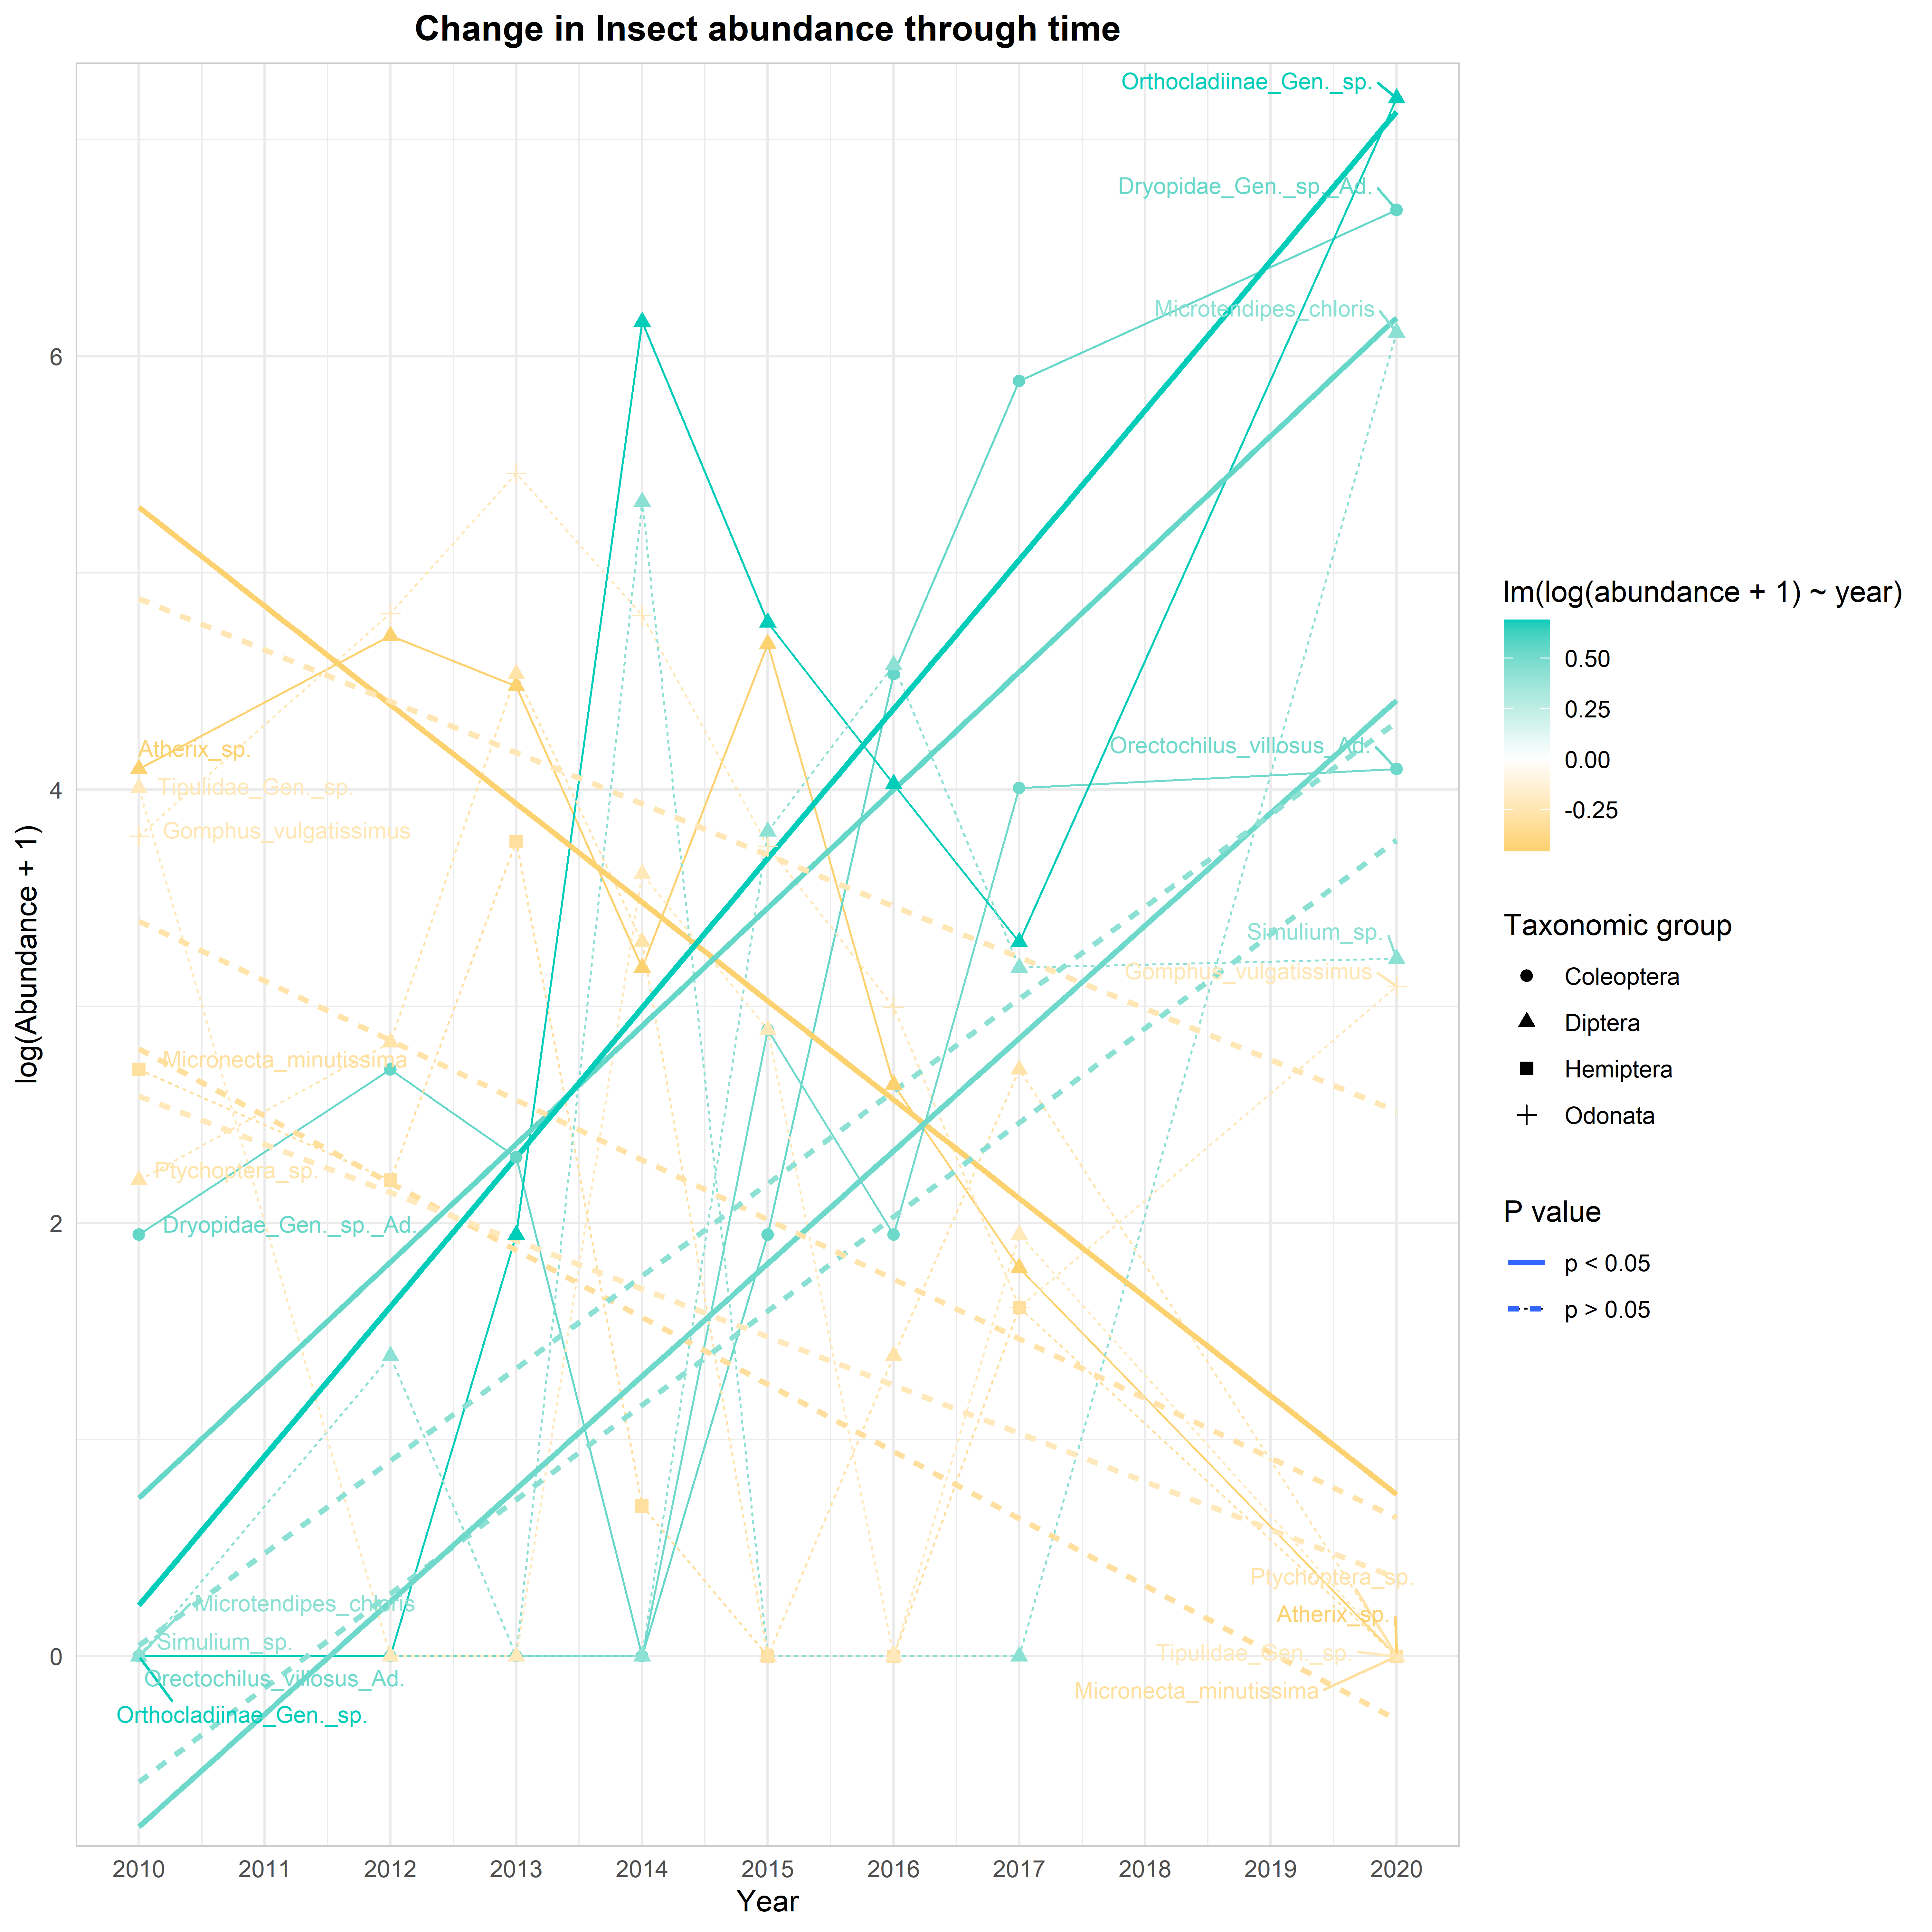 Change in Insect abundance through time
Orthocladiinae_Gen._sp.
Dryopidae_Gen._sp._Ad.
Microtendipes_chloris
6
Atherix_sp.
Orectochilus_villosus_Ad.
Tipulidae_Gen._sp.
4
Gomphus_vulgatissimus
Simulium_sp.
Gomphus_vulgatissimus
Micronecta_minutissima
Ptychoptera_sp.
Dryopidae_Gen._sp._Ad.
2
Ptychoptera_sp.
Microtendipes_chloris
Atherix_sp.
Simulium_sp.
Tipulidae_Gen._sp.
0
Orectochilus_villosus_Ad.
Micronecta_minutissima
Orthocladiinae_Gen._sp.
log(Abundance + 1)
2010 2011 2012 2013 2014 2015 2016 2017 2018 2019 2020
Year
lm(log(abundance + 1) ~ year)
0.50
0.25
0.00
-0.25
Taxonomic group
Coleoptera
Diptera
Hemiptera
Odonata
P value
p < 0.05
p > 0.05